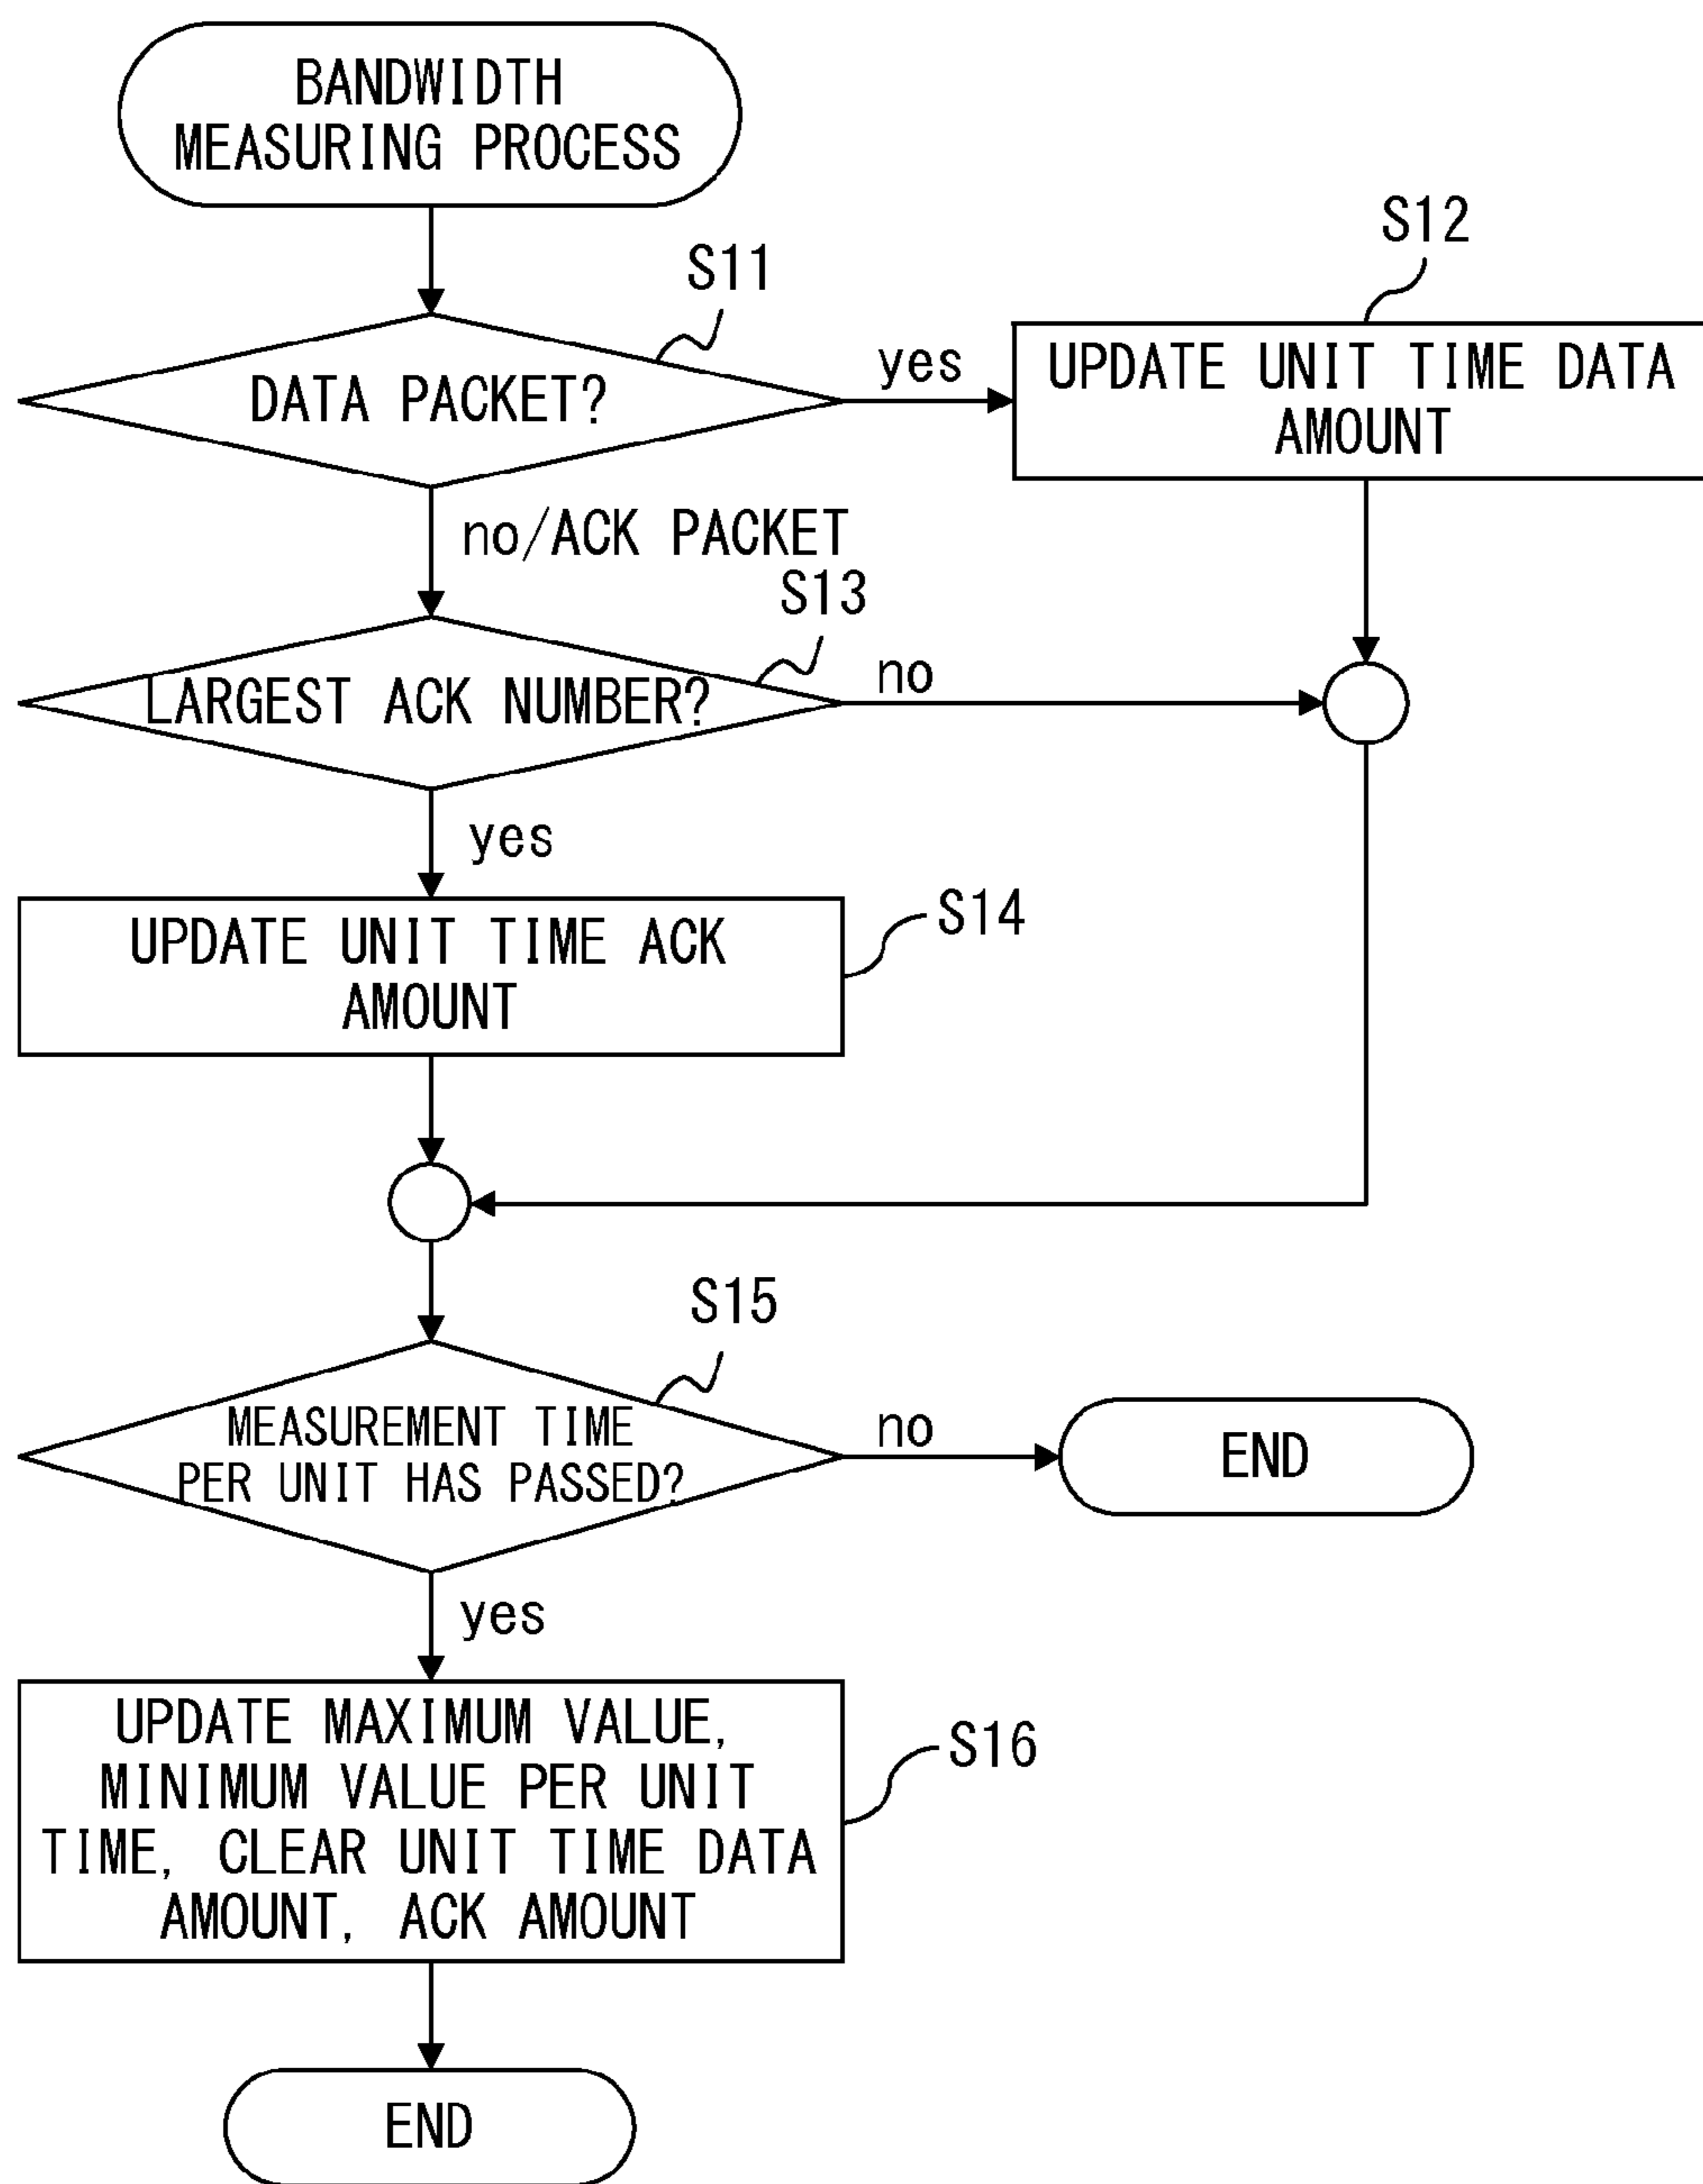 BANDWIDTH
MEASURING PROCESS
S11
S12
DATA PACKET?
yes
UPDATE UNIT TIME DATA
AMOUNT
no/ACK PACKET
S13
LARGEST ACK NUMBER?
no
yes
UPDATE UNIT TIME ACK
AMOUNT
S14
S15
MEASUREMENT TIME
PER UNIT HAS PASSED?
no
END
yes
UPDATE MAXIMUM VALUE,
MINIMUM VALUE PER UNIT
TIME, CLEAR UNIT TIME DATA
AMOUNT, ACK AMOUNT
S16
END